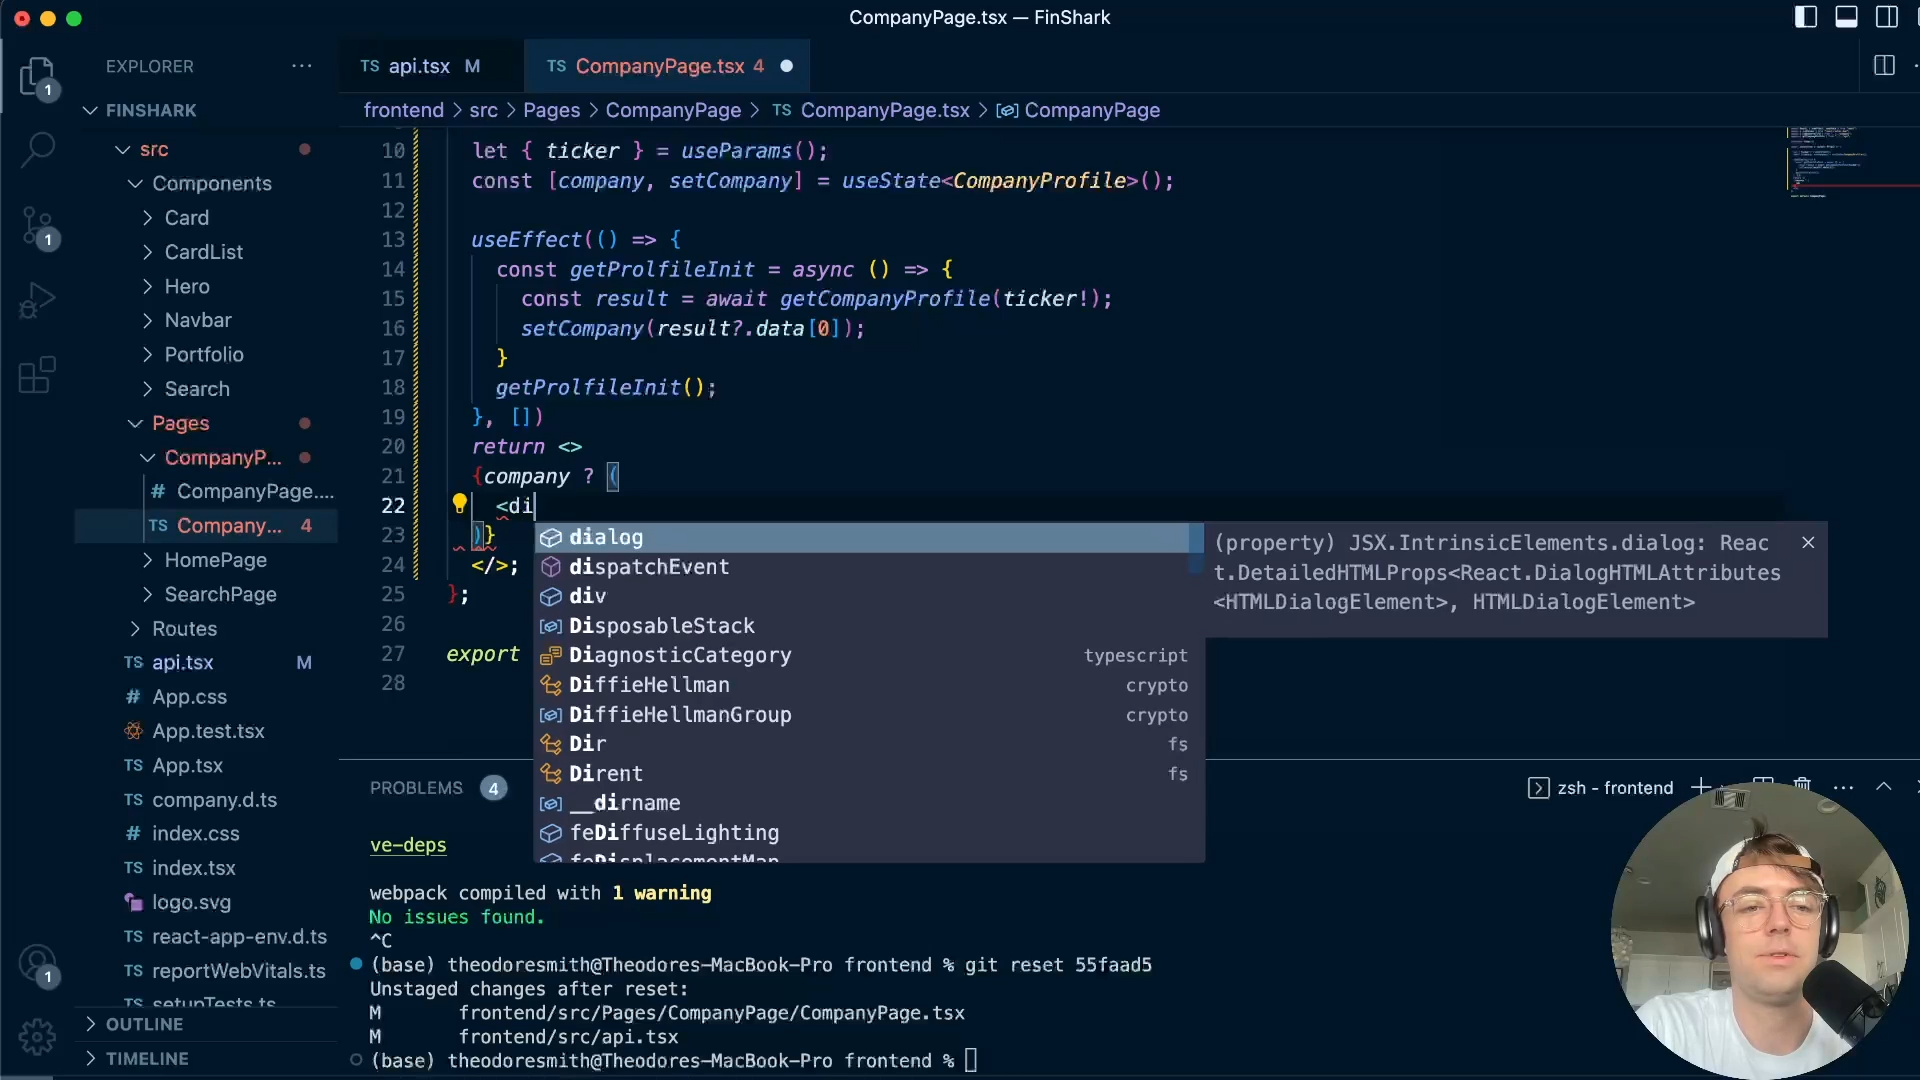 CompanyPage.tsx — FinShark
EXPLORER
TS api.tsx M
TS CompanyPage.tsx 4
1
FINSHARK
frontend > src > Pages > CompanyPage > TS CompanyPage.tsx > CompanyPage
src
Components
Card
CardList
Hero
Navbar
Portfolio
Search
Pages
CompanyP...
# CompanyPage....
TS Company... 4
HomePage
SearchPage
Routes
TS api.tsx M
# App.css
App.test.tsx
TS App.tsx
TS company.d.ts
# index.css
TS index.tsx
logo.svg
TS react-app-env.d.ts
TS reportWebVitals.ts
TS setupTests.ts
OUTLINE
TIMELINE
1
1
10 let { ticker } = useParams();
11 const [company, setCompany] = useState<CompanyProfile>();
12
13 useEffect(() => {
14 const getProlfileInit = async () => {
15 const result = await getCompanyProfile(ticker!);
16 setCompany(result?.data[0]);
17 }
18 getProlfileInit();
19 }, [])
20 return <>
21 {company ? (
22 <di
23 )}
24 </>;
25 };
26
27 export
28
dialog
dispatchEvent
div
DisposableStack
DiagnosticCategory typescript
DiffieHellman crypto
DiffieHellmanGroup crypto
Dir fs
Dirent fs
__dirname
feDiffuseLighting
feDisplacementMap
(property) JSX.IntrinsicElements.dialog: Reac
t.DetailedHTMLProps<React.DialogHTMLAttributes
<HTMLDialogElement>, HTMLDialogElement>
PROBLEMS 4
zsh - frontend
ve-deps
webpack compiled with 1 warning
No issues found.
^C
(base) theodoresmith@Theodores-MacBook-Pro frontend % git reset 55faad5
Unstaged changes after reset:
M frontend/src/Pages/CompanyPage/CompanyPage.tsx
M frontend/src/api.tsx
(base) theodoresmith@Theodores-MacBook-Pro frontend %